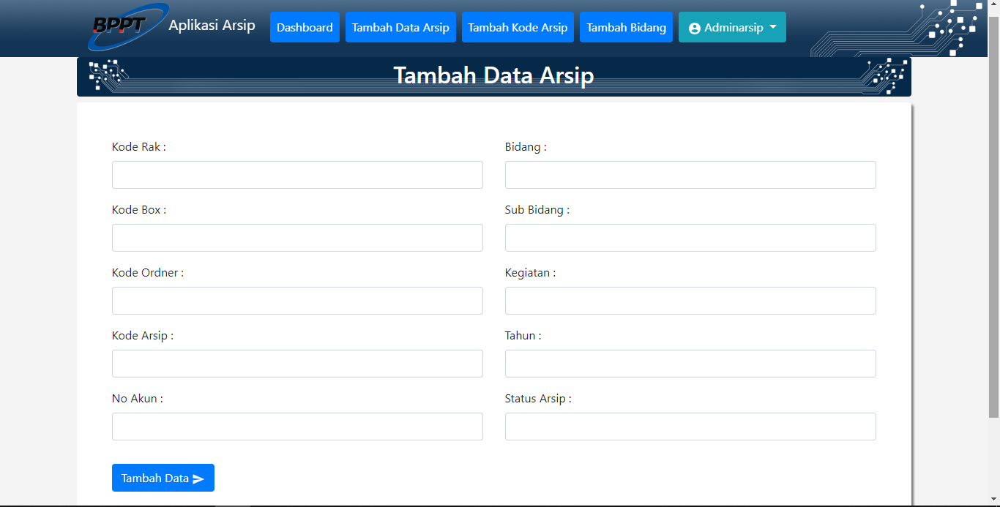 BPPT Aplikasi Arsip Dashboard Tambah Data Arsip Tambah Kode Arsip Tambah Bidang Adminarsip
Tambah Data Arsip
Kode Rak : Bidang :
Kode Box : Sub Bidang :
Kode Ordner : Kegiatan :
Kode Arsip : Tahun :
No Akun : Status Arsip :
Tambah Data